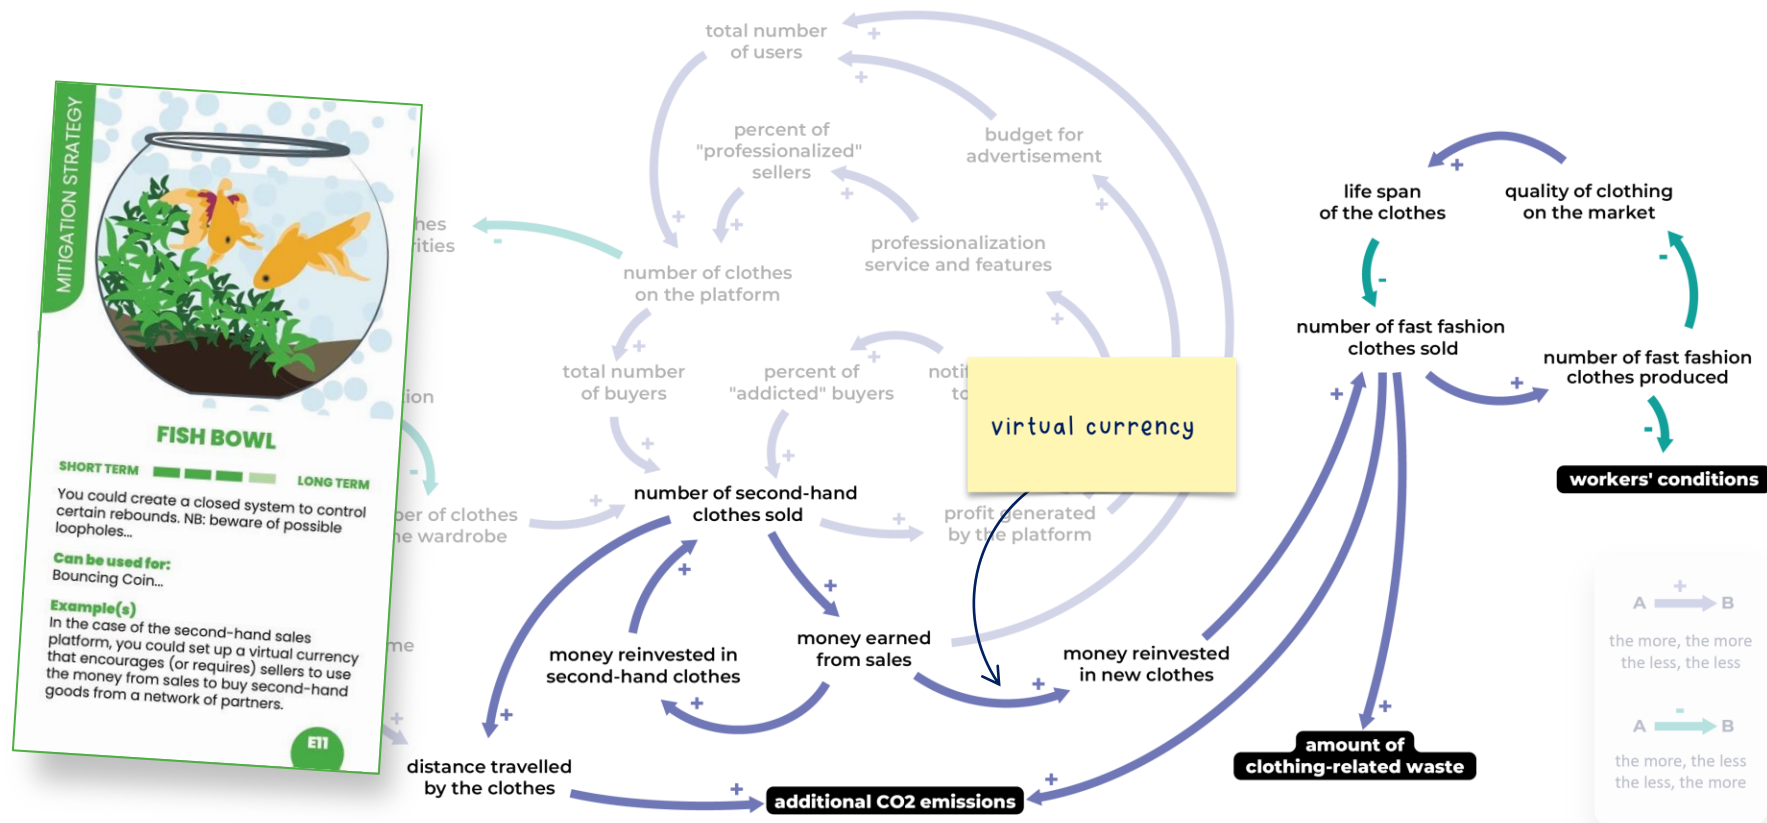 MITIGATION STRATEGY
FISH BOWL
SHORT TERM
LONG TERM
You could create a closed system to control
certain rebounds. NB: beware of possible
loopholes...
Can be used for:
Bouncing Coin...
Example(s)
In the case of the second-hand sales
platform, you could set up a virtual currency
that encourages (or requires) sellers to use
the money from sales to buy second-hand
goods from a network of partners.
E11
total number
of users
+
+
percent of
"professionalized"
sellers
budget for
advertisement
+
+
+
+
professionalization
service and features
-
number of clothes
on the platform
+
+
total number
of buyers
percent of
"addicted" buyers
+
virtual currency
+
+
-
number of second-hand
clothes sold
+
+
profit generated
by the platform
+
+
money earned
from sales
money reinvested in
second-hand clothes
+
money reinvested
in new clothes
+
+
+
distance travelled
by the clothes
+
additional CO2 emissions
+
life span
of the clothes
+
quality of clothing
on the market
-
-
number of fast fashion
clothes sold
+
+
number of fast fashion
clothes produced
-
workers' conditions
+
amount of
clothing-related waste
A + B
the more, the more
the less, the less
A - B
the more, the less
the less, the more